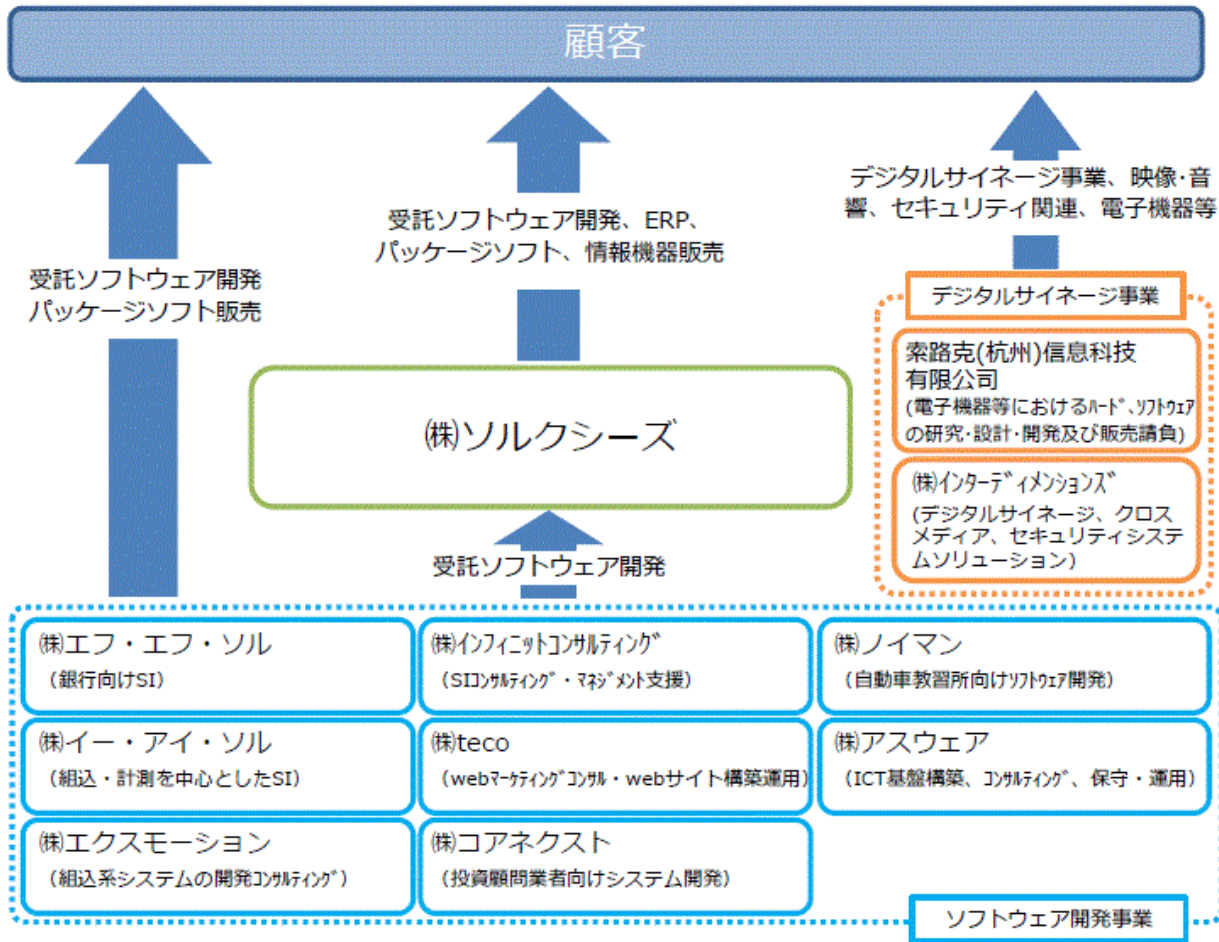 顧客
受託ソフトウェア開発
パッケージソフト販売
受託ソフトウェア開発、ERP、
パッケージソフト、情報機器販売
デジタルサイネージ事業、映像・音
響、セキュリティ関連、電子機器等
デジタルサイネージ事業
索路克(杭州)信息科技
有限公司
(電子機器等におけるﾊｰﾄﾞ、ｿﾌﾄｳｪｱ
の研究・設計・開発及び販売請負)
㈱ｲﾝﾀｰﾃﾞｨﾒﾝｼｮﾝｽﾞ
(デジタルサイネージ、クロス
メディア、セキュリティシステ
ムソリューション)
㈱ソルクシーズ
受託ソフトウェア開発
㈱エフ・エフ・ソル
(銀行向けSI)
㈱ｲﾝﾌｨﾆｯﾄｺﾝｻﾙﾃｨﾝｸﾞ
(SIｺﾝｻﾙﾃｨﾝｸﾞ・ﾏﾈｼﾞﾒﾝﾄ支援)
㈱ノイマン
(自動車教習所向けｿﾌﾄｳｪｱ開発)
㈱イー・アイ・ソル
(組込・計測を中心としたSI)
㈱teco
(webﾏｰｹﾃｨﾝｸﾞｺﾝｻﾙ・webサイト構築運用)
㈱アスウェア
(ICT基盤構築、ｺﾝｻﾙﾃｨﾝｸﾞ、保守・運用)
㈱エクスモーション
(組込系システムの開発ｺﾝｻﾙﾃｨﾝｸﾞ)
㈱コアネクスト
(投資顧問業者向けシステム開発)
ソフトウェア開発事業